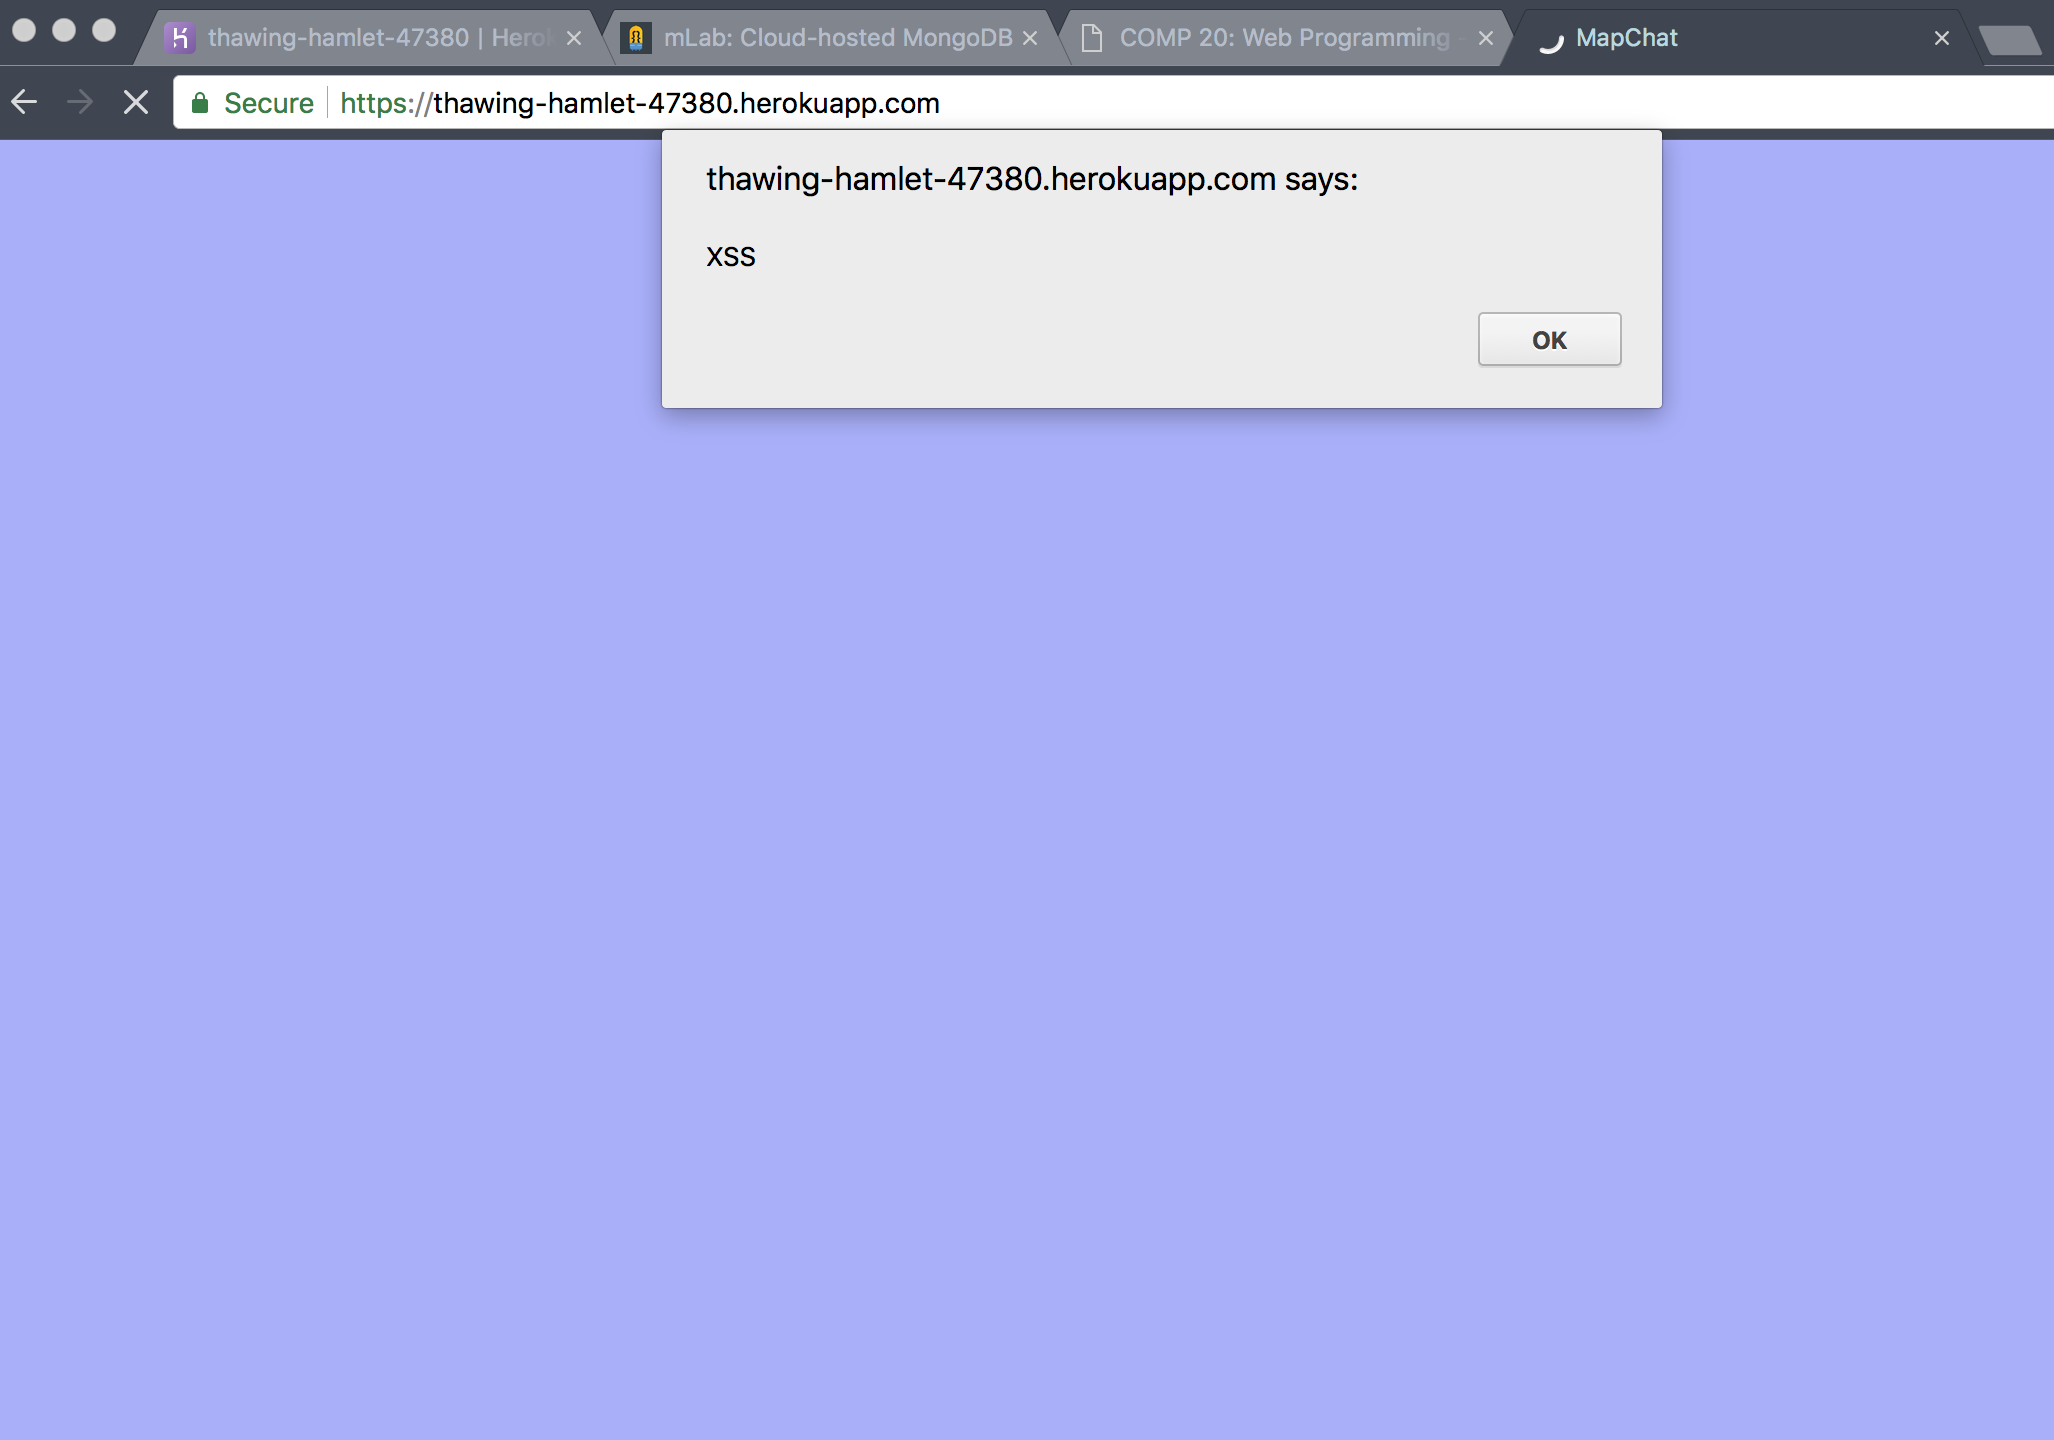 thawing-hamlet-47380 | Herok
mLab: Cloud-hosted MongoDB
COMP 20: Web Programming -
MapChat
Secure
https://thawing-hamlet-47380.herokuapp.com
thawing-hamlet-47380.herokuapp.com says:
xss
OK